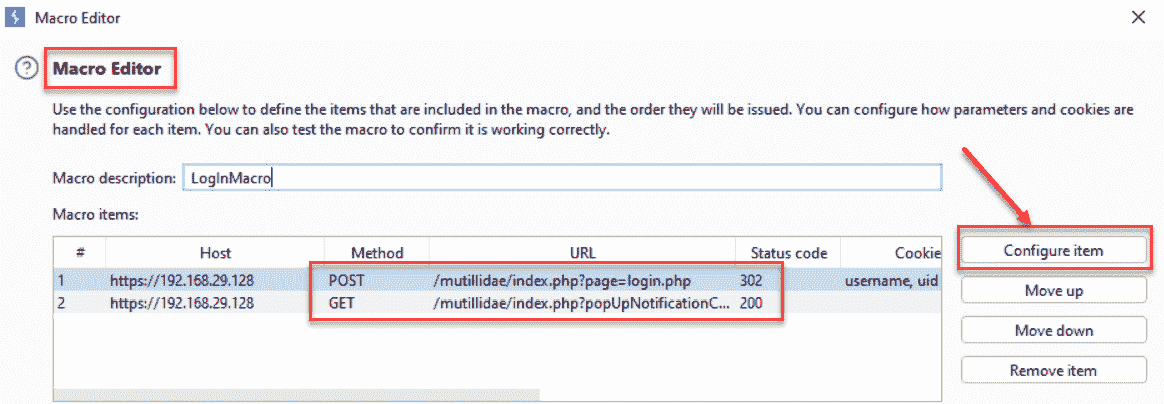 Macro Editor
? Macro Editor
Use the configuration below to define the items that are included in the macro, and the order they will be issued. You can configure how parameters and cookies are
handled for each item. You can also test the macro to confirm it is working correctly.
Macro description: LogInMacro
Macro items:
# Host Method URL Status code Cookie
1 https://192.168.29.128 POST /mutillidae/index.php?page=login.php 302 username, uid
2 https://192.168.29.128 GET /mutillidae/index.php?popUpNotificationC... 200
Configure item
Move up
Move down
Remove item